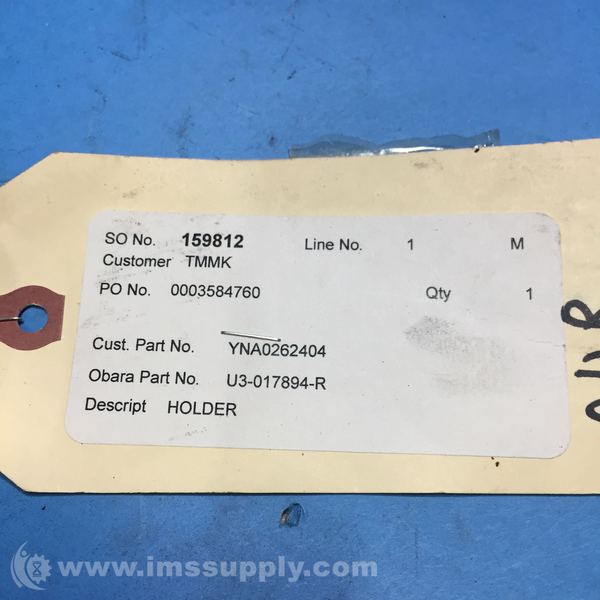 SO No. 159812 Line No. 1 M
Customer TMMK
PO No. 0003584760 Qty 1
Cust. Part No. YNA0262404
Obara Part No. U3-017894-R
Descript HOLDER
www.imssupply.com